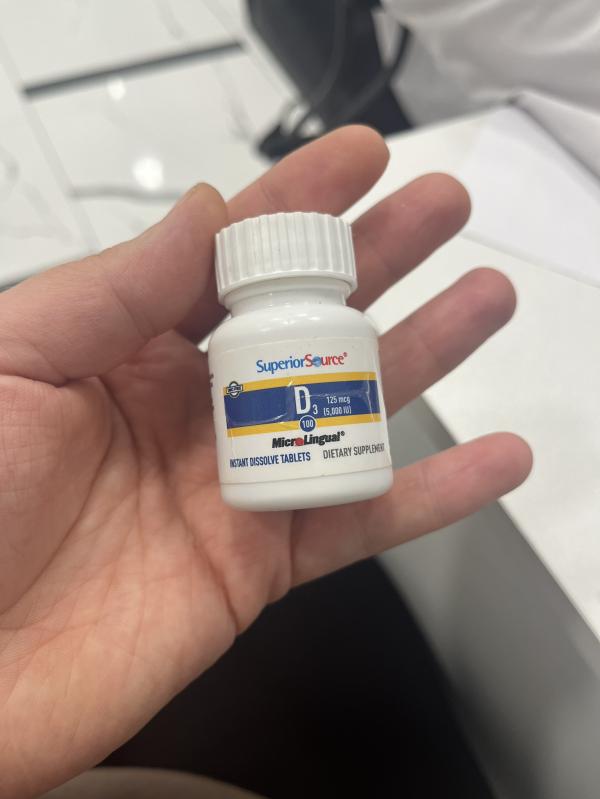 SuperiorSource®
D3 125 mcg
(5,000 IU)
100
MicroLingual®
INSTANT DISSOLVE TABLETS DIETARY SUPPLEMENT